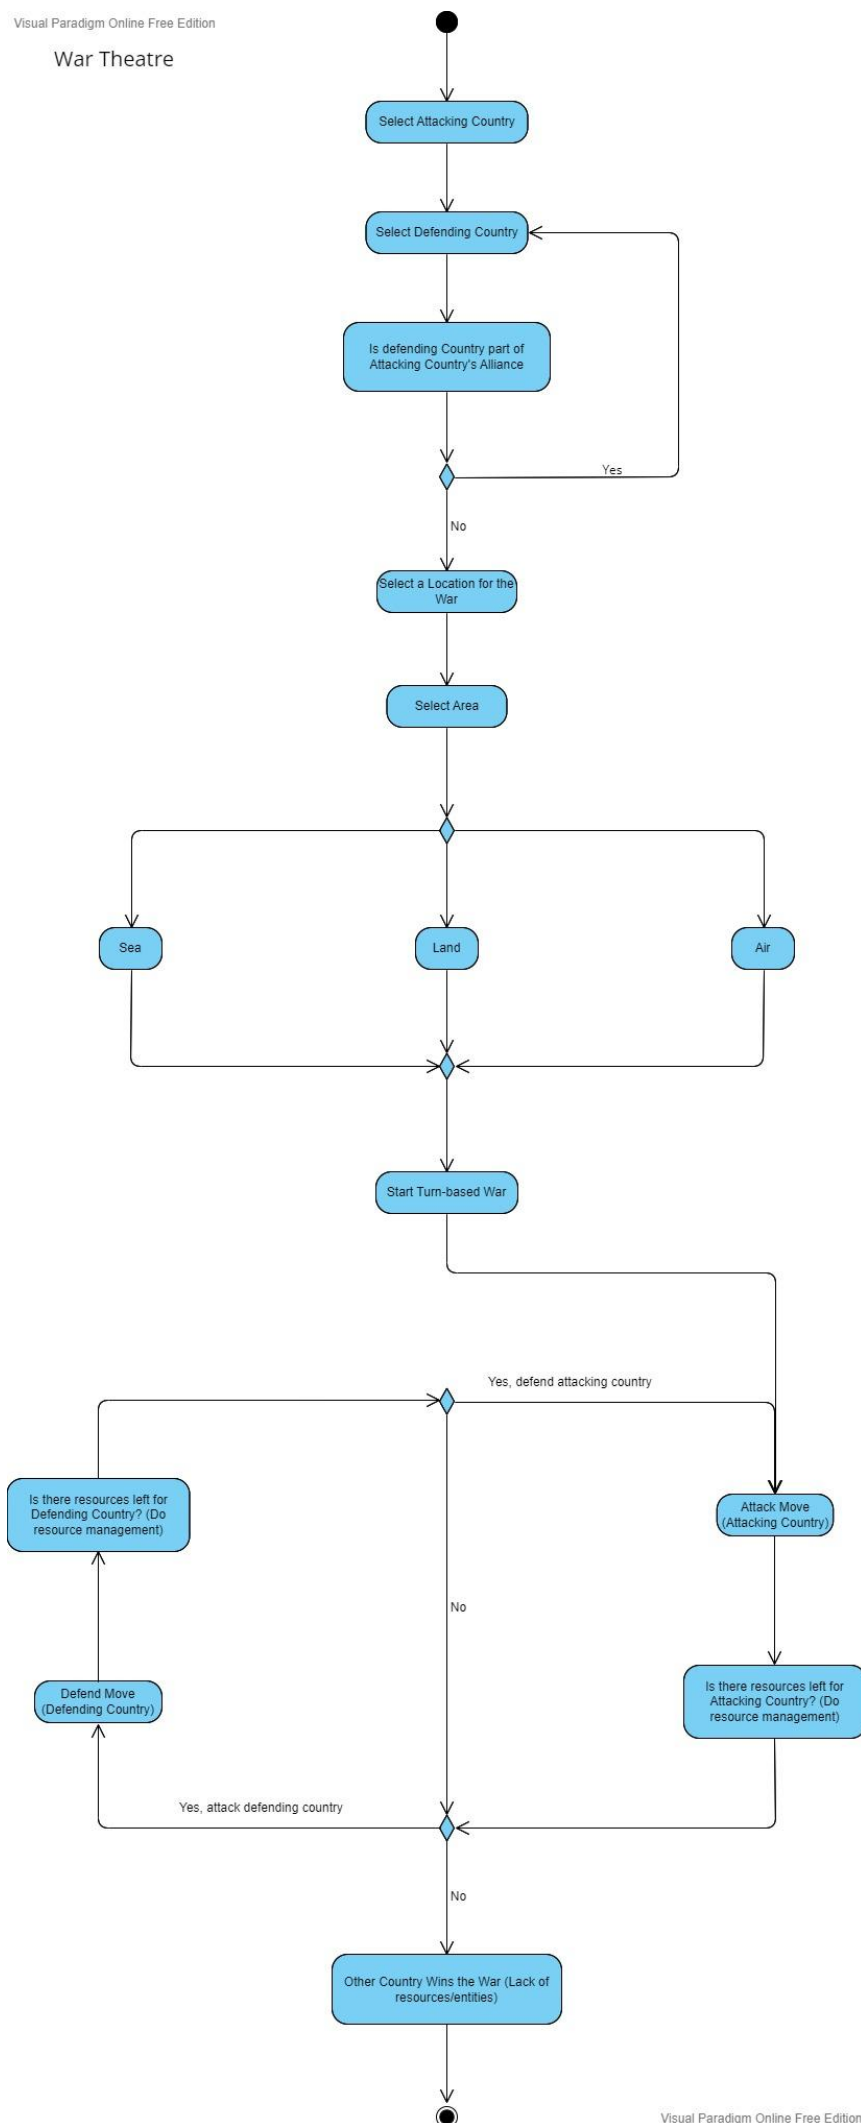 Visual Paradigm Online Free Edition
War Theatre
Select Attacking Country
Select Defending Country
Is defending Country part of
Attacking Country's Alliance
Yes
No
Select a Location for the
War
Select Area
Sea
Land
Air
Start Turn-based War
Yes, defend attacking country
Is there resources left for
Defending Country? (Do
resource management)
Attack Move
(Attacking Country)
No
Defend Move
(Defending Country)
Is there resources left for
Attacking Country? (Do
resource management)
Yes, attack defending country
No
Other Country Wins the War (Lack of
resources/entities)
Visual Paradigm Online Free Edition